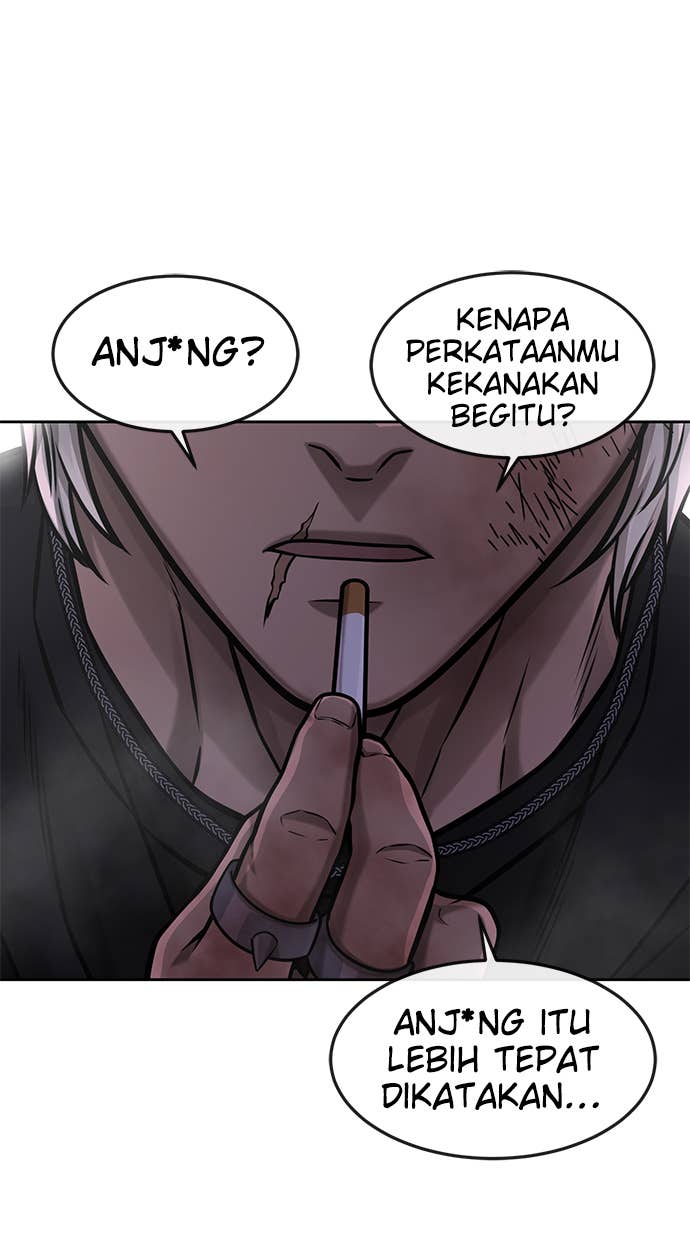 ANJ*NG?
KENAPA
PERKATAANMU
KEKANAKAN
BEGITU?
ANJ*NG ITU
LEBIH TEPAT
DIKATAKAN...